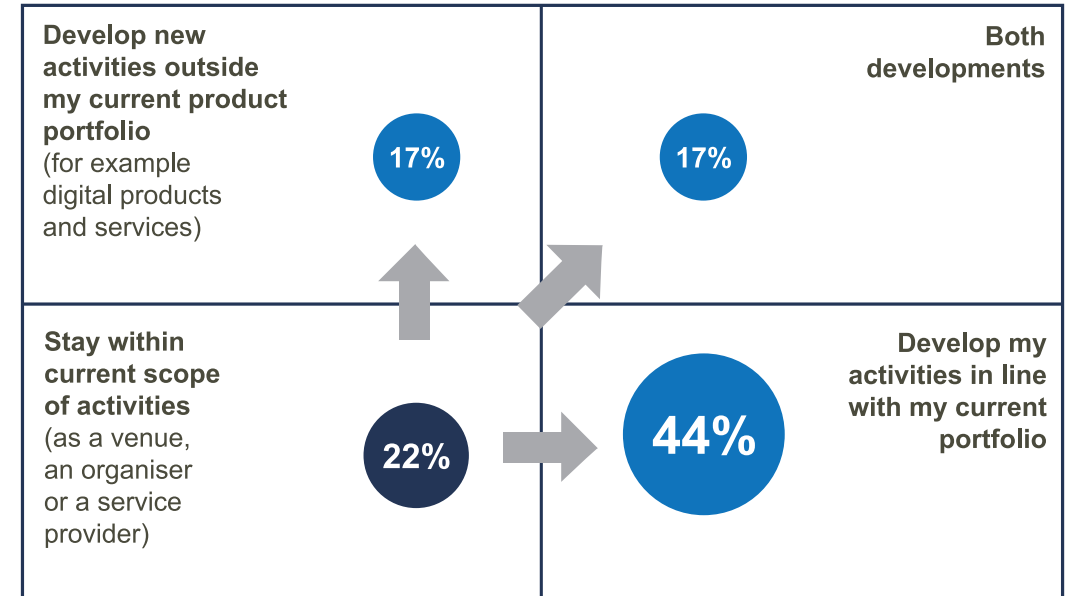 Develop new
activities outside
my current product
portfolio
(for example
digital products
and services)
17%
Both
developments
17%
Stay within
current scope
of activities
(as a venue,
an organiser
or a service
provider)
22%
Develop my
activities in line
with my current
portfolio
44%